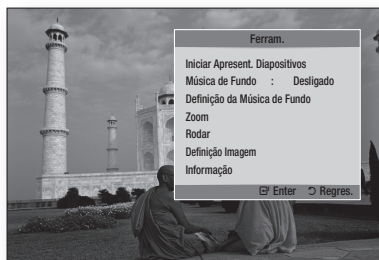 Ferram.
Iniciar Apresent. Diapositivos
Música de Fundo : Desligado
Definição da Música de Fundo
Zoom
Rodar
Definição Imagem
Informação
Enter Regres.